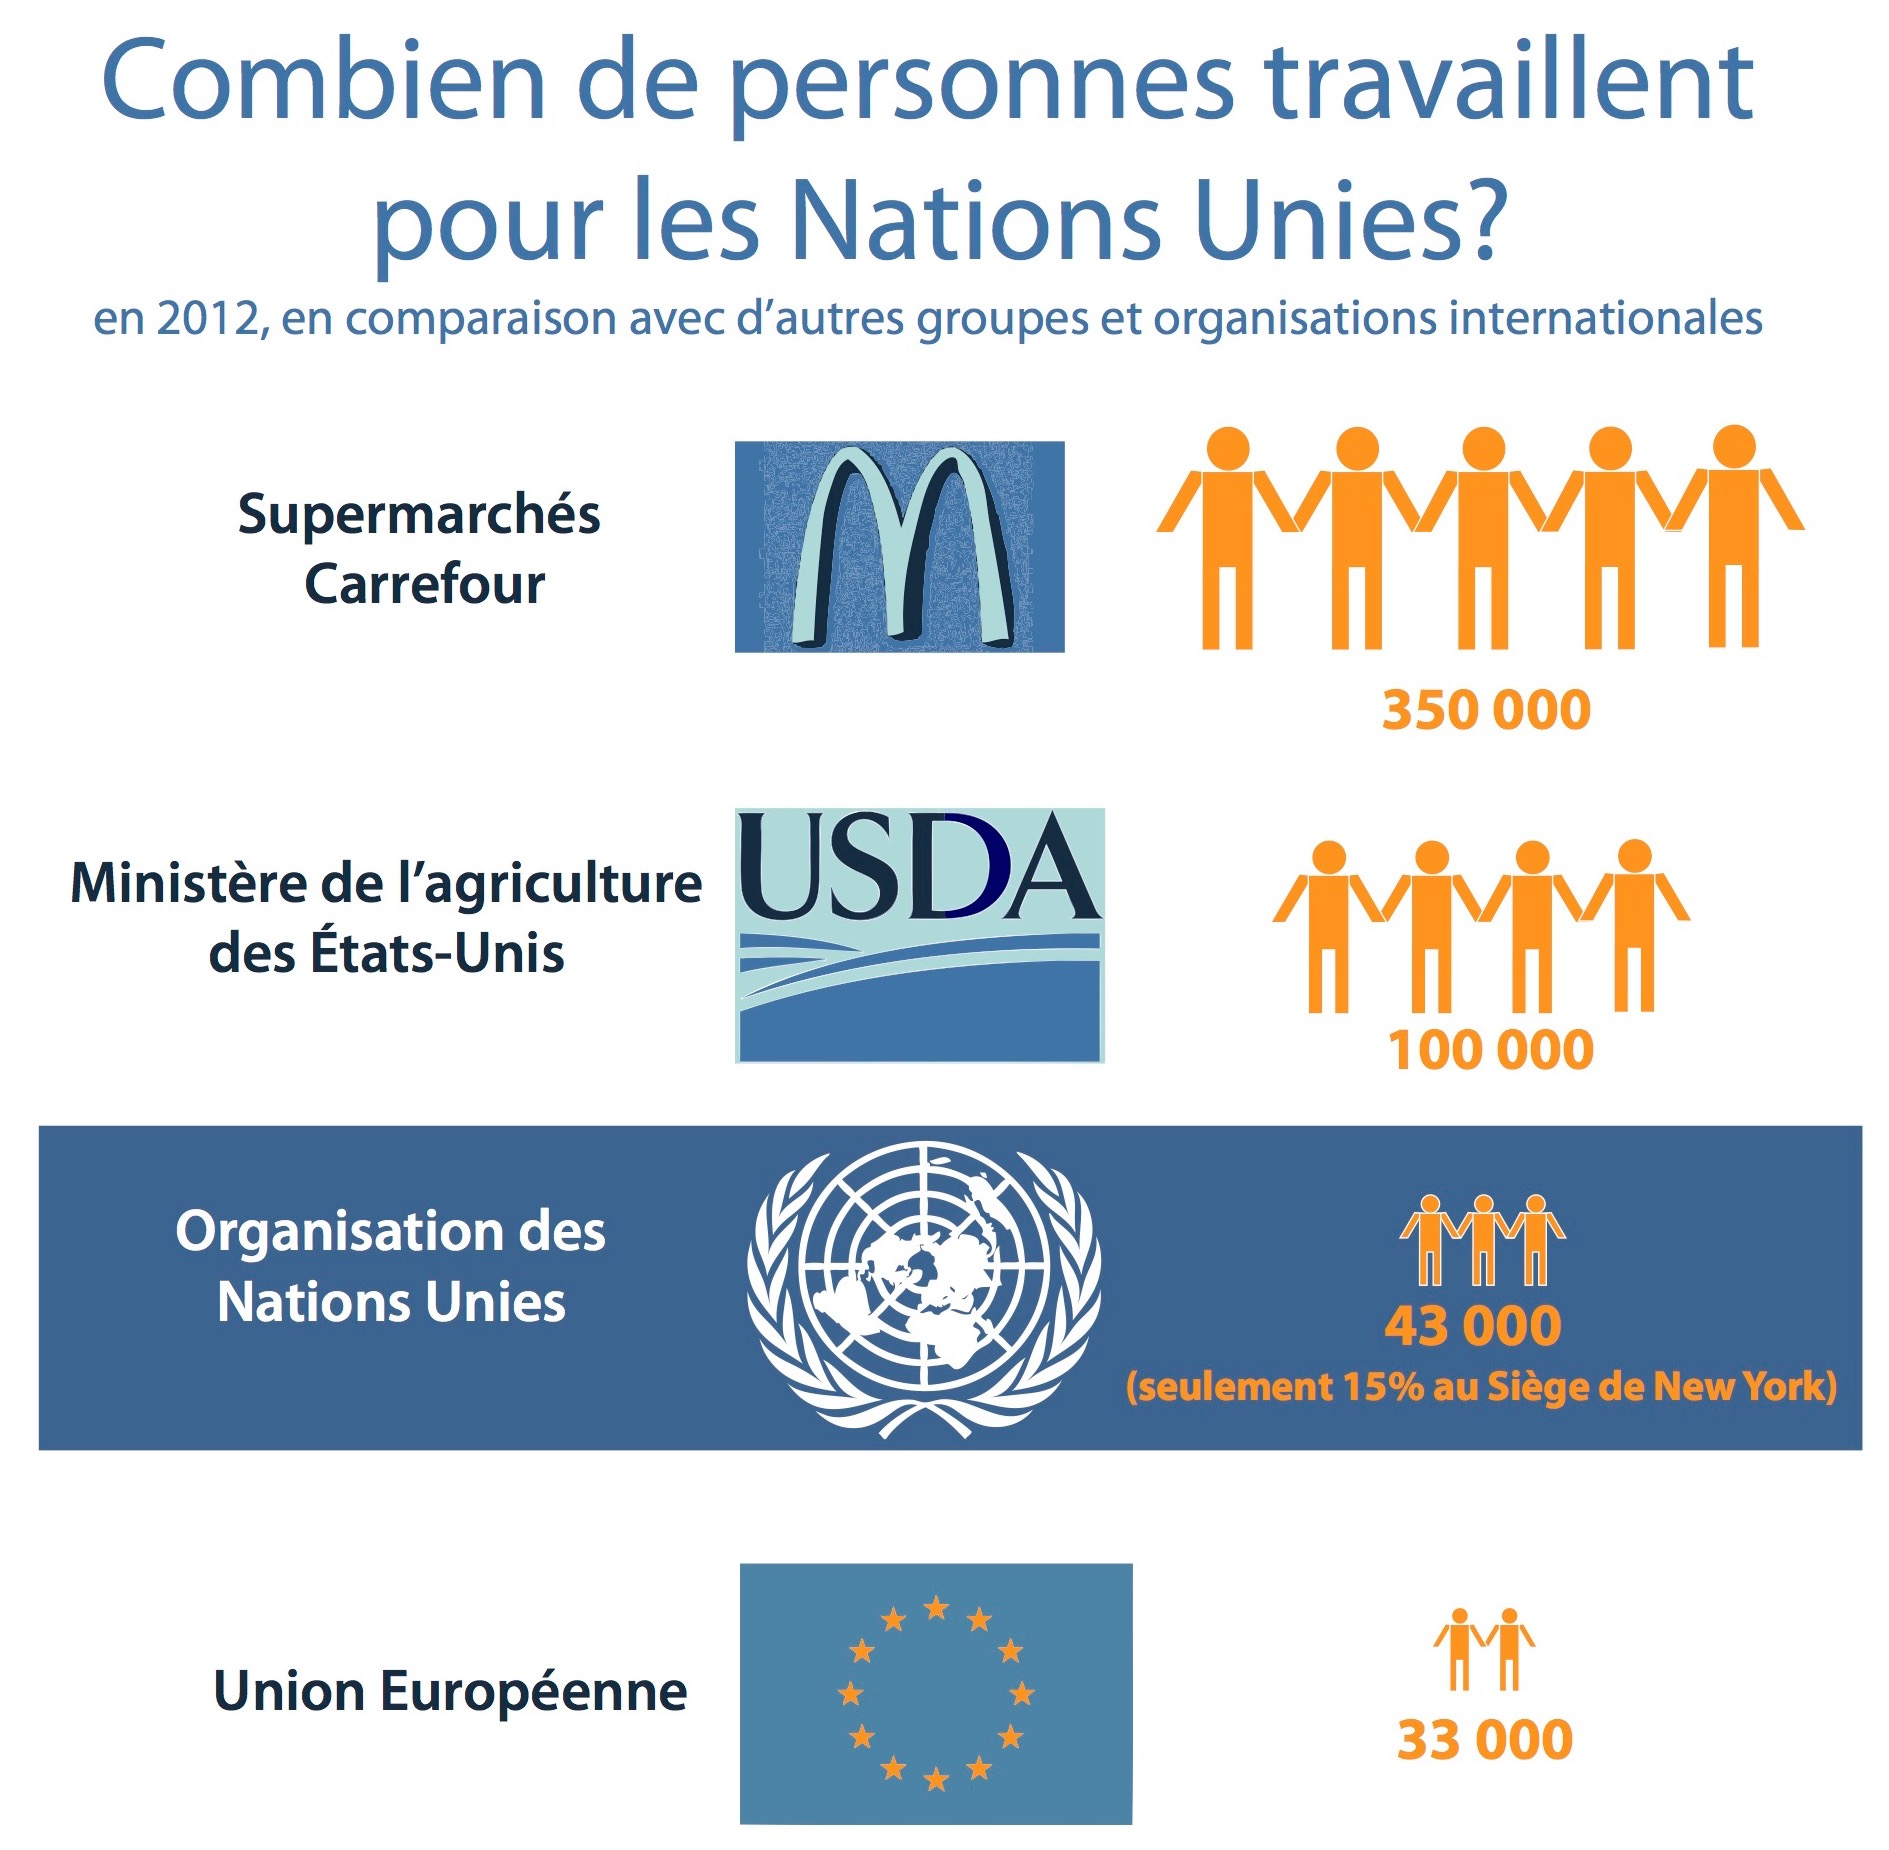 Combien de personnes travaillent
pour les Nations Unies?
en 2012, en comparaison avec d’autres groupes et organisations internationales
Supermarchés
Carrefour
350 000
Ministère de l’agriculture
des États-Unis
USDA
100 000
Organisation des
Nations Unies
43 000
(seulement 15% au Siège de New York)
Union Européenne
33 000